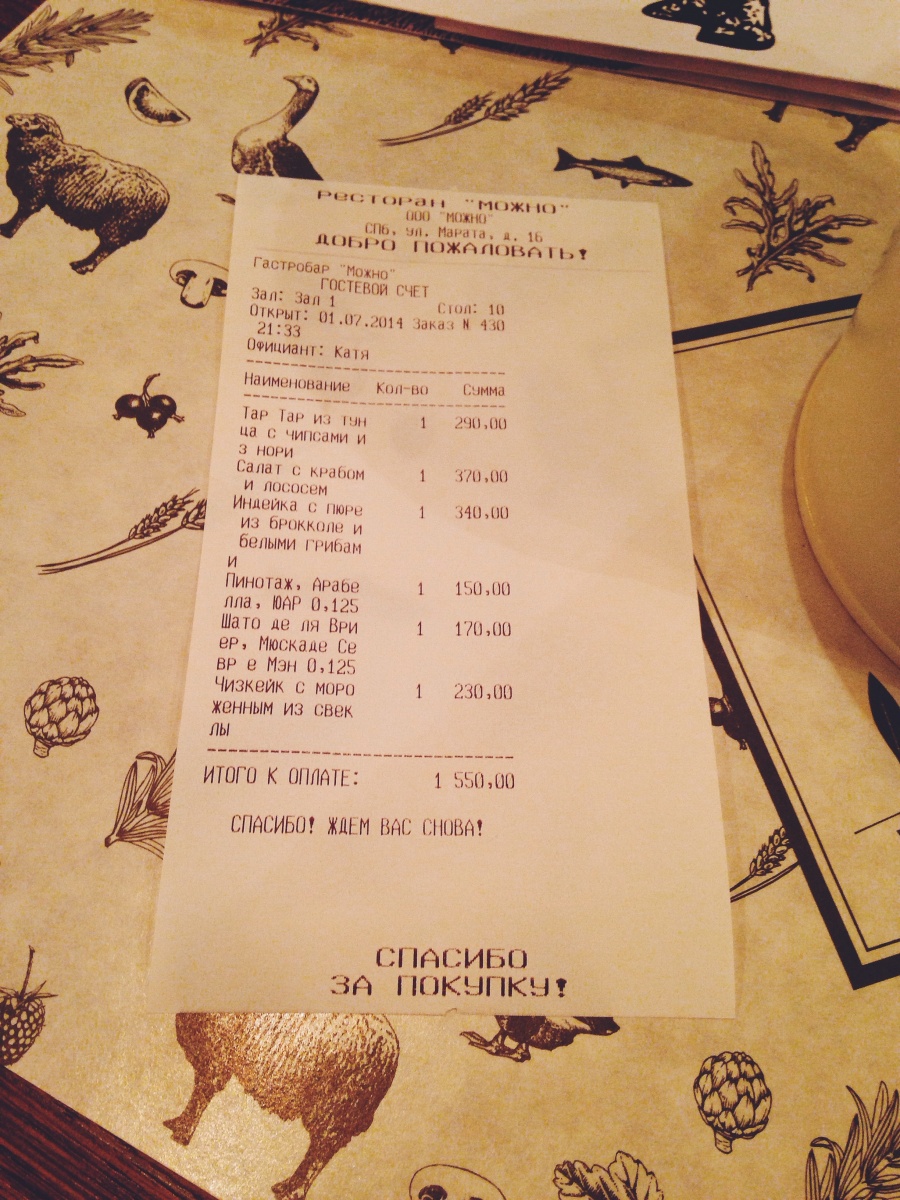 Ресторан "МОЖНО"
ООО "МОЖНО"
СПб, ул. Марата, д. 16
ДОБРО ПОЖАЛОВАТЬ!
Гастробар "Можно"
ГОСТЕВОЙ СЧЕТ
Зал: Зал 1 Стол: 10
Открыт: 01.07.2014 Заказ N 430
21:33
Официант: Катя
Наименование Кол-во Сумма
Тар Тар из тун 1 290,00
ца с чипсами и
з нори
Салат с крабом 1 370,00
и лососем
Индейка с пюре 1 340,00
из брокколе и
белыми грибам
и
Пинотаж, Арабе 1 150,00
лла, ЮАР 0,125
Шато де ля Ври 1 170,00
ер, Мюскаде Се
вр е Мэн 0,125
Чизкейк с моро 1 230,00
женным из свек
лы
ИТОГО К ОПЛАТЕ: 1 550,00
СПАСИБО! ЖДЕМ ВАС СНОВА!
СПАСИБО
ЗА ПОКУПКУ!